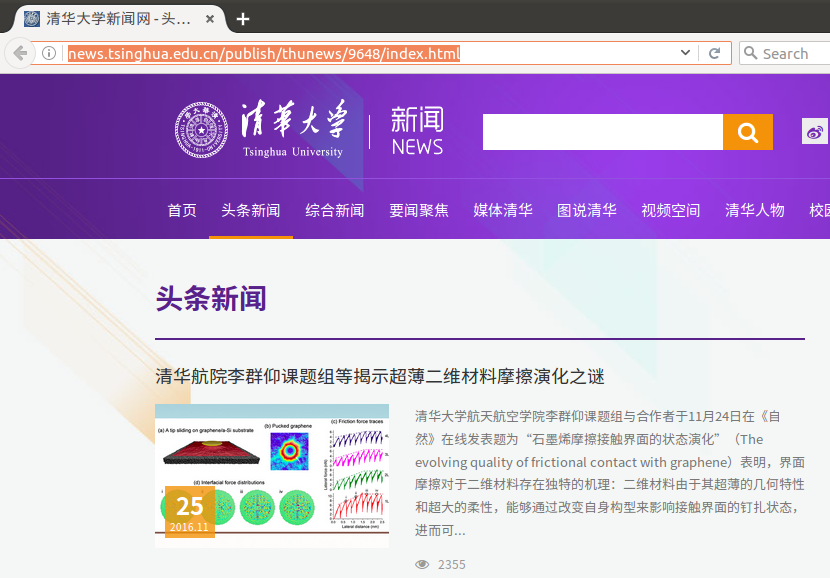 清华大学新闻网 - 头...
news.tsinghua.edu.cn/publish/thunews/9648/index.html
Search
清華大学
Tsinghua University
新闻
NEWS
首页 头条新闻 综合新闻 要闻聚焦 媒体清华 图说清华 视频空间 清华人物 校园
头条新闻
清华航院李群仰课题组等揭示超薄二维材料摩擦演化之谜
(a) A tip sliding on graphene/a-Si substrate
(b) Pucked graphene
(c) Friction force traces
(d) Interfacial force distributions
Lateral force (nN)
Lateral distance (nm)
25
2016.11
清华大学航天航空学院李群仰课题组与合作者于11月24日在《自
然》在线发表题为“石墨烯摩擦接触界面的状态演化”（The
evolving quality of frictional contact with graphene）表明，界面
摩擦对于二维材料存在独特的机理：二维材料由于其超薄的几何特性
和超大的柔性，能够通过改变自身构型来影响接触界面的钉扎状态，
进而可...
2355